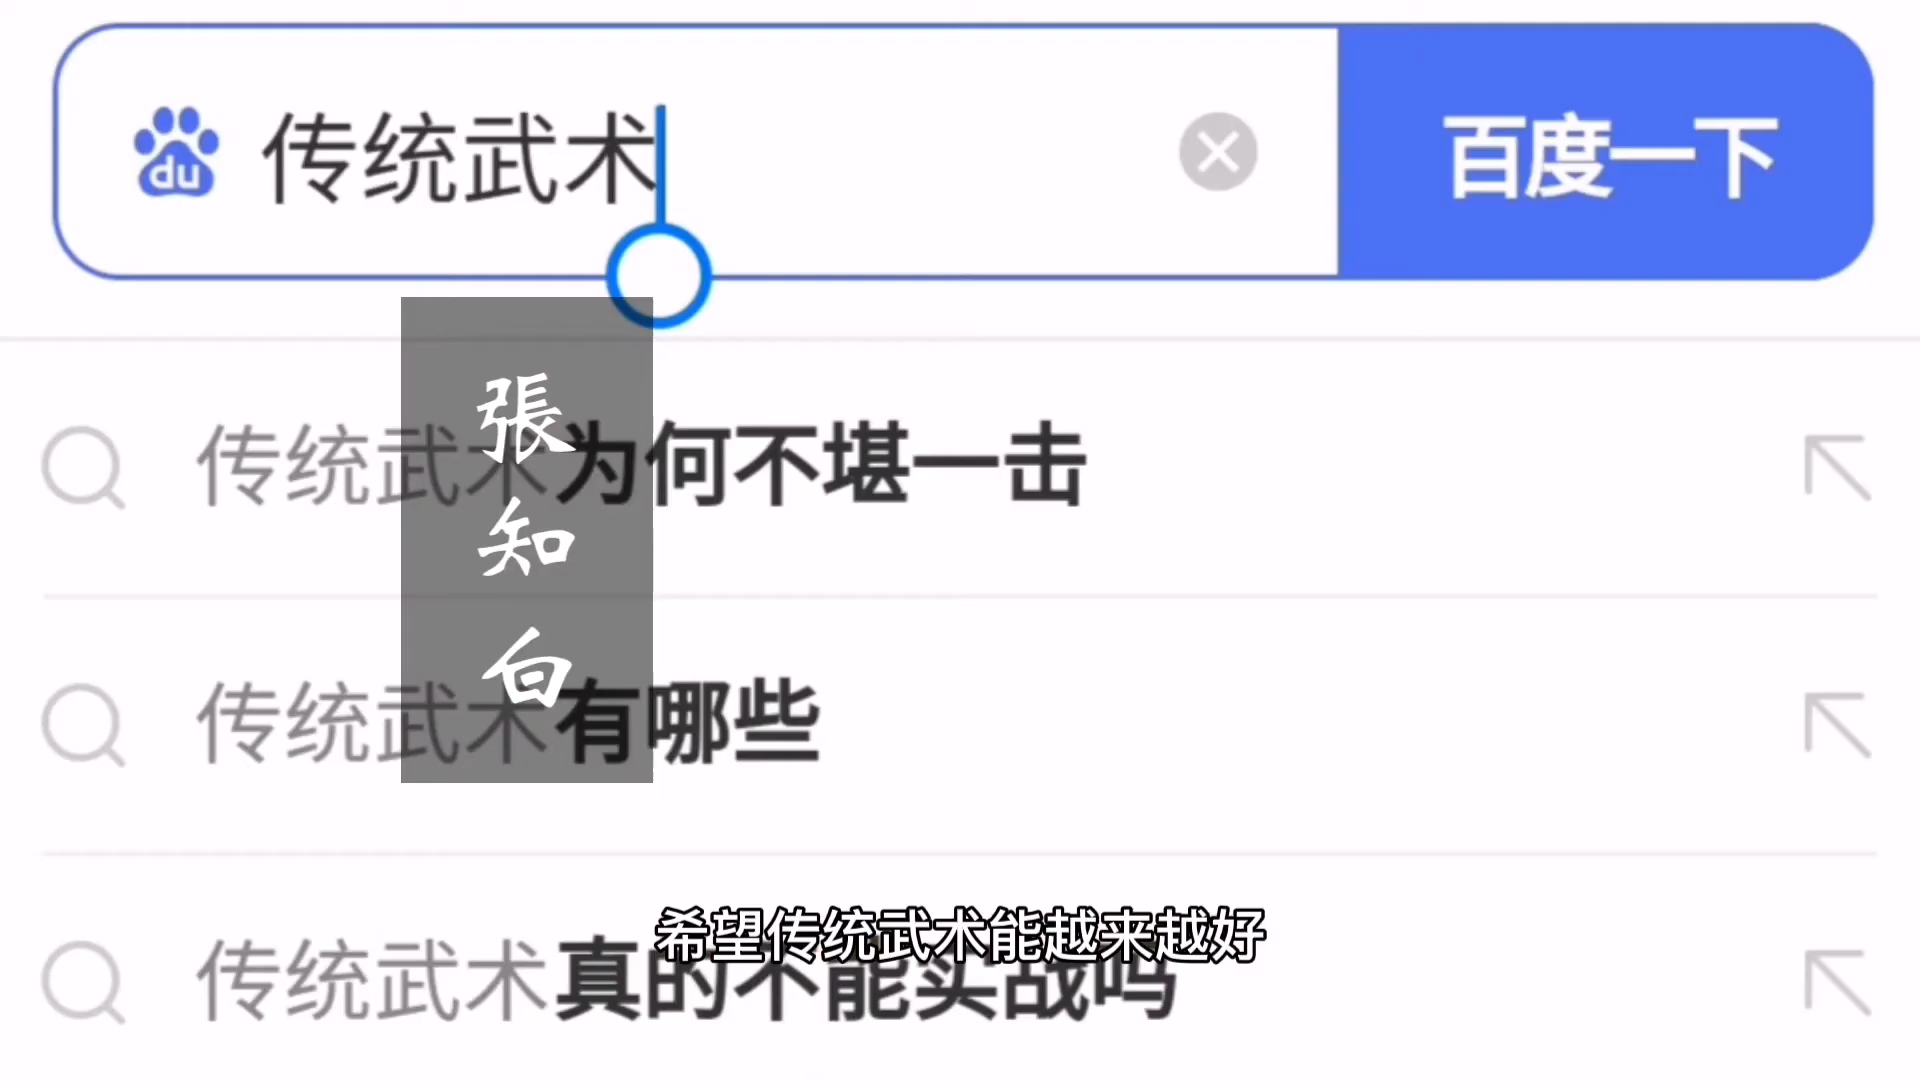 du 传统武术 百度一下
传统武术为何不堪一击
張知白
传统武术有哪些
希望传统武术能越来越好
传统武术真的不能实战吗